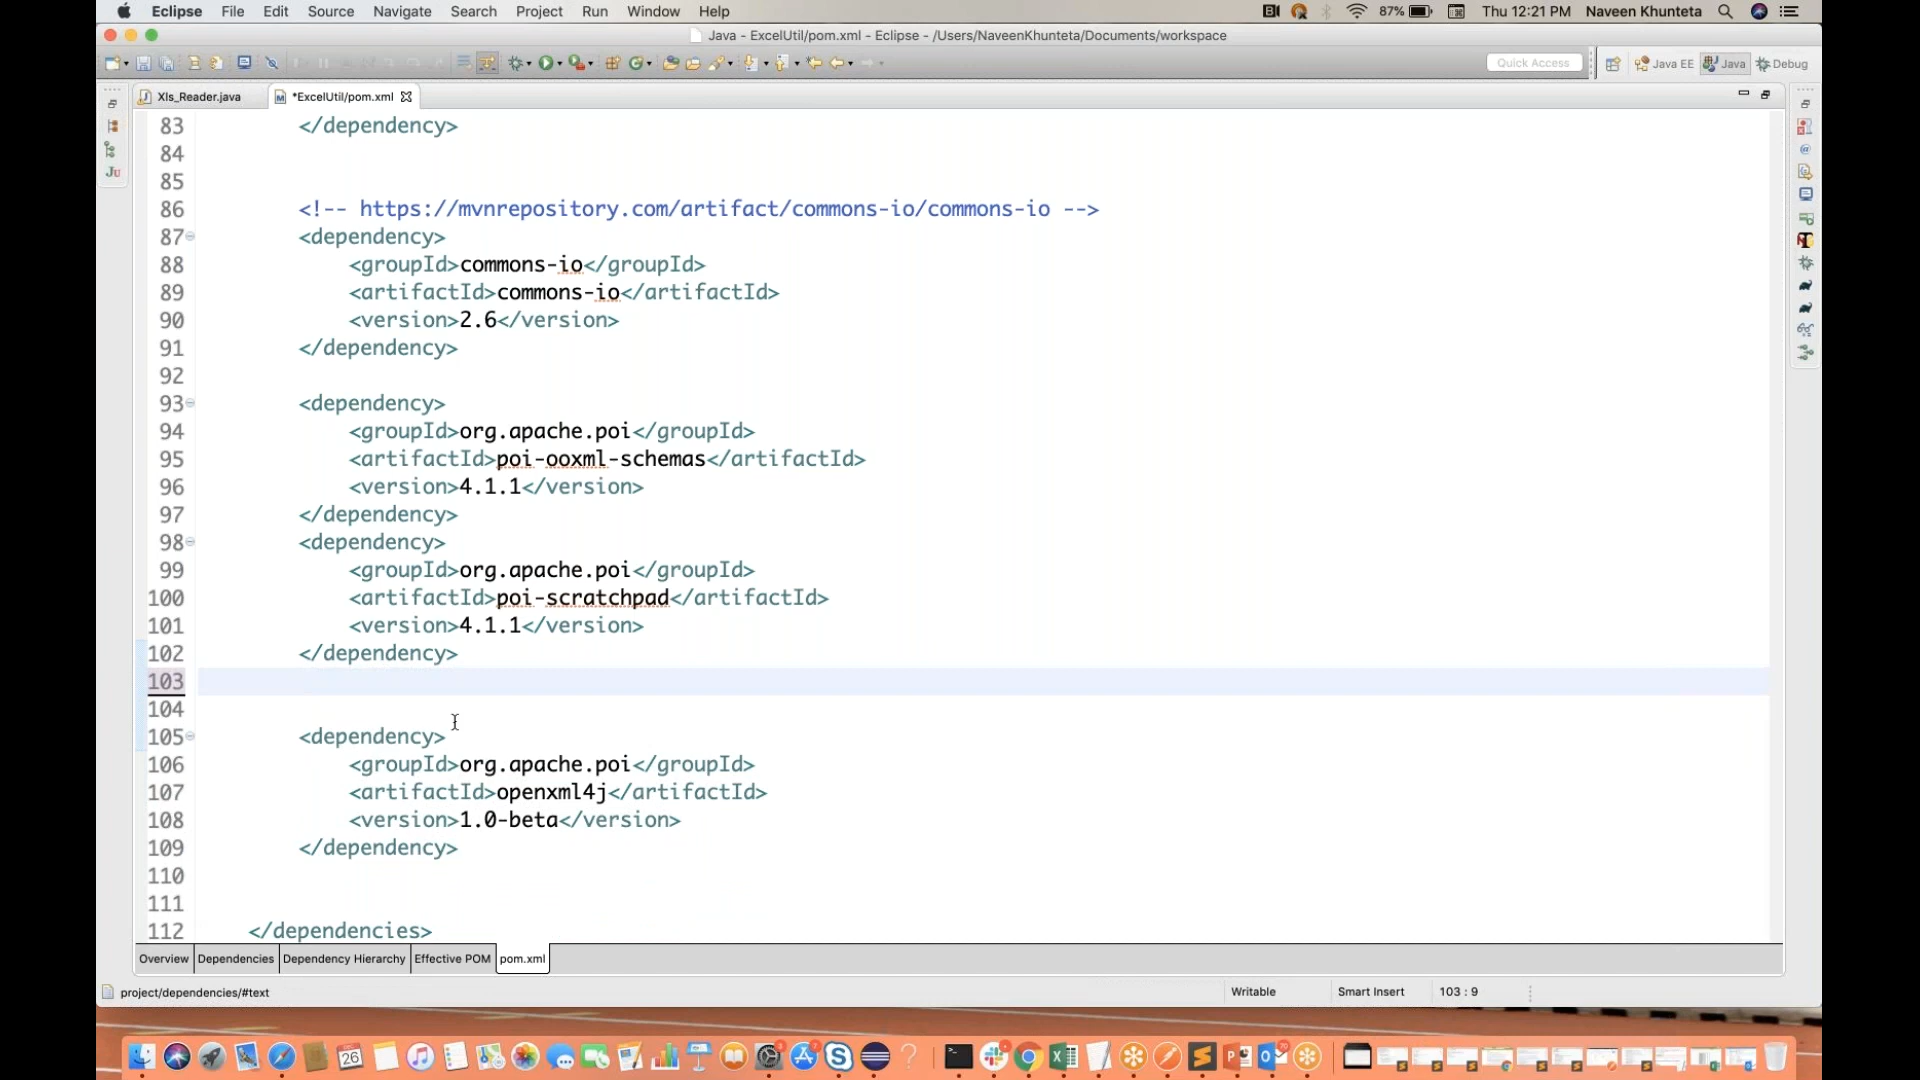 Eclipse File Edit Source Navigate Search Project Run Window Help 87% Thu 12:21 PM Naveen Khunteta
Java - ExcelUtil/pom.xml - Eclipse - /Users/NaveenKhunteta/Documents/workspace
Quick Access Java EE Java Debug
Xls_Reader.java *ExcelUtil/pom.xml
83 </dependency>
84
85
86 <!-- https://mvnrepository.com/artifact/commons-io/commons-io -->
87 <dependency>
88 <groupId>commons-io</groupId>
89 <artifactId>commons-io</artifactId>
90 <version>2.6</version>
91 </dependency>
92
93 <dependency>
94 <groupId>org.apache.poi</groupId>
95 <artifactId>poi-ooxml-schemas</artifactId>
96 <version>4.1.1</version>
97 </dependency>
98 <dependency>
99 <groupId>org.apache.poi</groupId>
100 <artifactId>poi-scratchpad</artifactId>
101 <version>4.1.1</version>
102 </dependency>
103
104
105 <dependency>
106 <groupId>org.apache.poi</groupId>
107 <artifactId>openxml4j</artifactId>
108 <version>1.0-beta</version>
109 </dependency>
110
111
112 </dependencies>
Overview Dependencies Dependency Hierarchy Effective POM pom.xml
project/dependencies/#text Writable Smart Insert 103 : 9